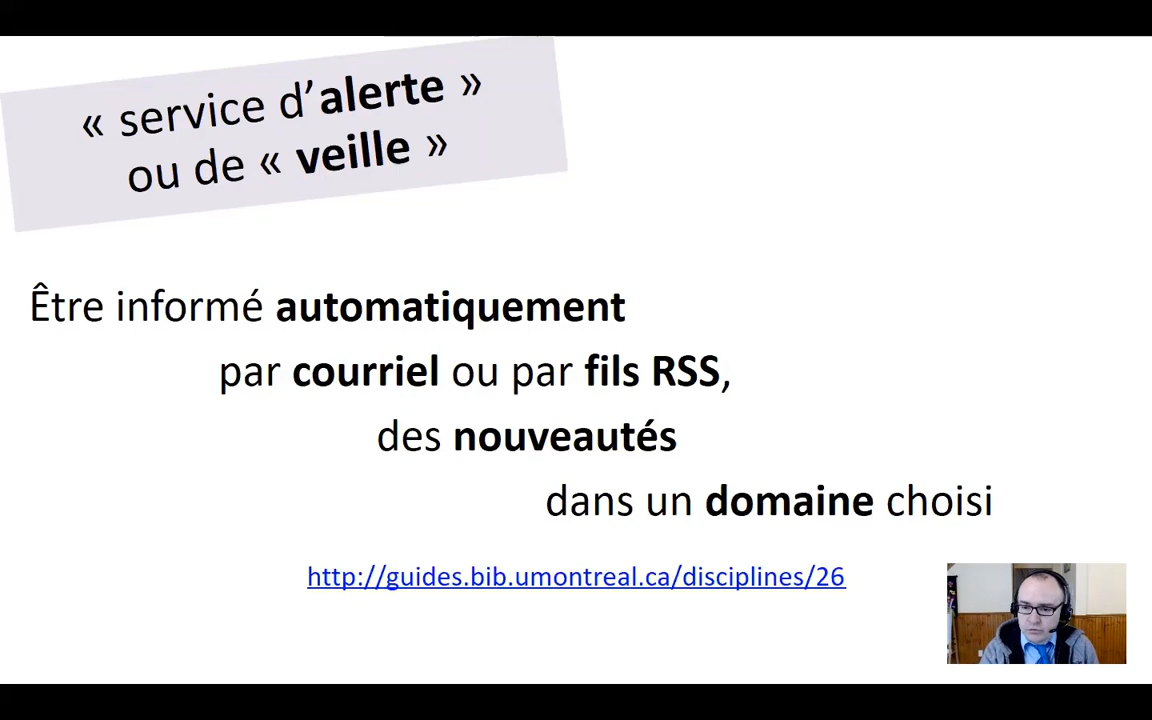 « service d’alerte »
ou de « veille »
Être informé automatiquement
par courriel ou par fils RSS,
des nouveautés
dans un domaine choisi
http://guides.bib.umontreal.ca/disciplines/26